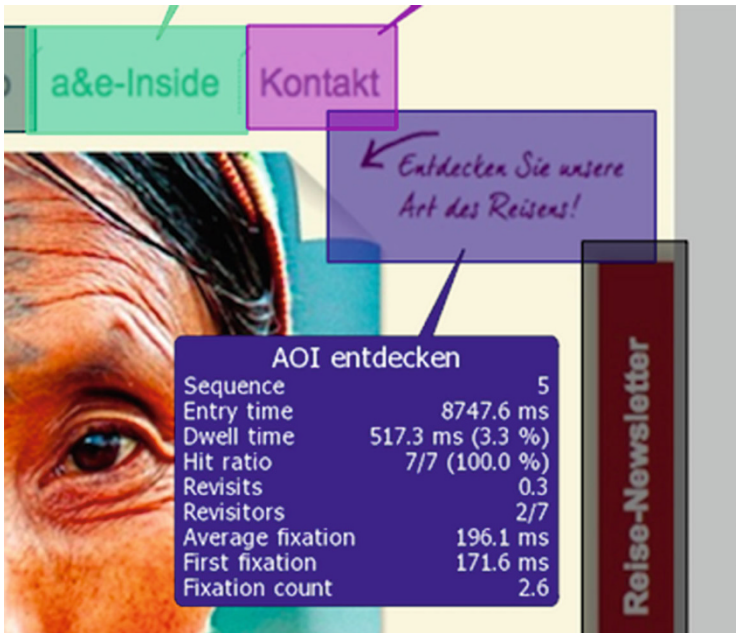 a&e-Inside
Kontakt
Entdecken Sie unsere
Art des Reisens!
AOI entdecken
Sequence 5
Entry time 8747.6 ms
Dwell time 517.3 ms (3.3 %)
Hit ratio 7/7 (100.0 %)
Revisits 0.3
Revisitors 2/7
Average fixation 196.1 ms
First fixation 171.6 ms
Fixation count 2.6
Reise-Newsletter